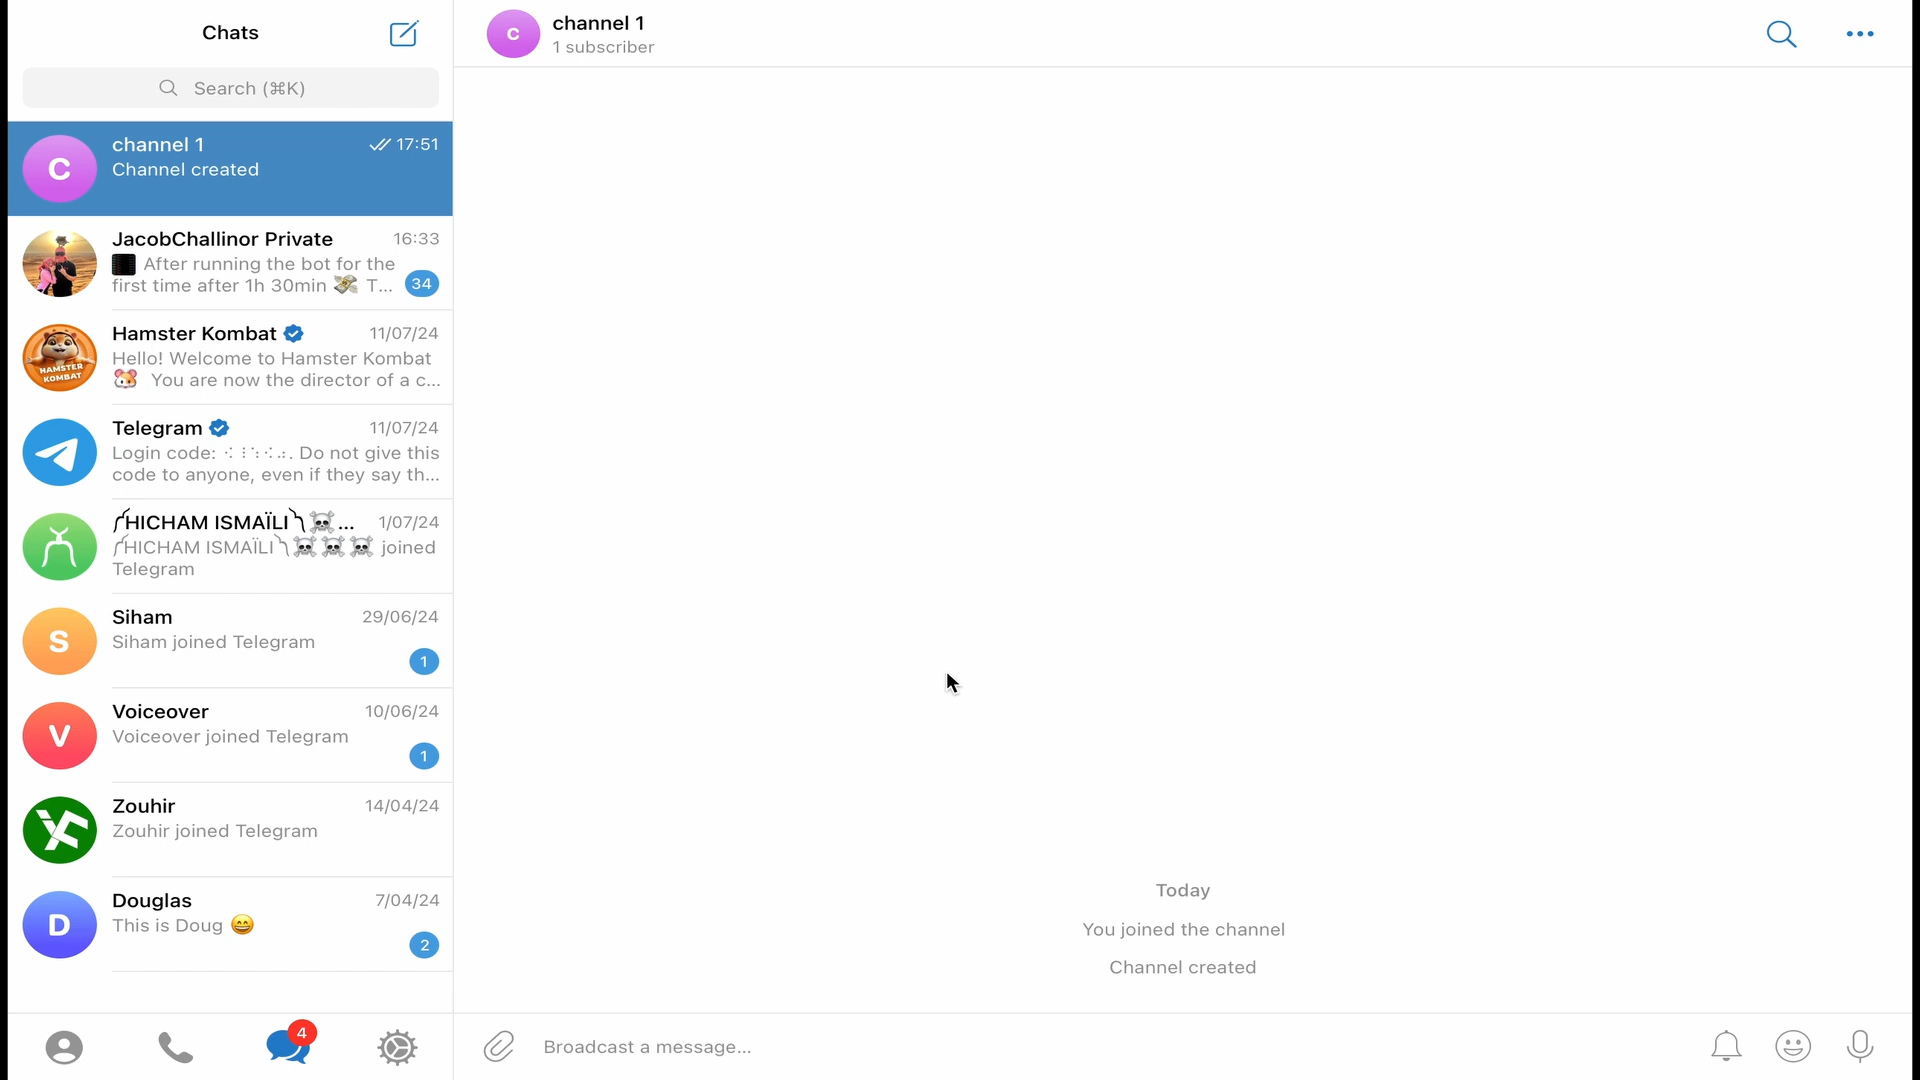 Chats
Search (⌘K)
C
channel 1
17:51
Channel created
JacobChallinor Private
16:33
After running the bot for the
first time after 1h 30min 💸 T...
34
HAMSTER
KOMBAT
Hamster Kombat
11/07/24
Hello! Welcome to Hamster Kombat
🐹 You are now the director of a c...
Telegram
11/07/24
Login code: . Do not give this
code to anyone, even if they say th...
HICHAM ISMAÏLI ☠️...
1/07/24
HICHAM ISMAÏLI ☠️☠️☠️ joined
Telegram
S
Siham
29/06/24
Siham joined Telegram
1
V
Voiceover
10/06/24
Voiceover joined Telegram
1
Zouhir
14/04/24
Zouhir joined Telegram
D
Douglas
7/04/24
This is Doug 😄
2
4
C
channel 1
1 subscriber
Today
You joined the channel
Channel created
Broadcast a message...